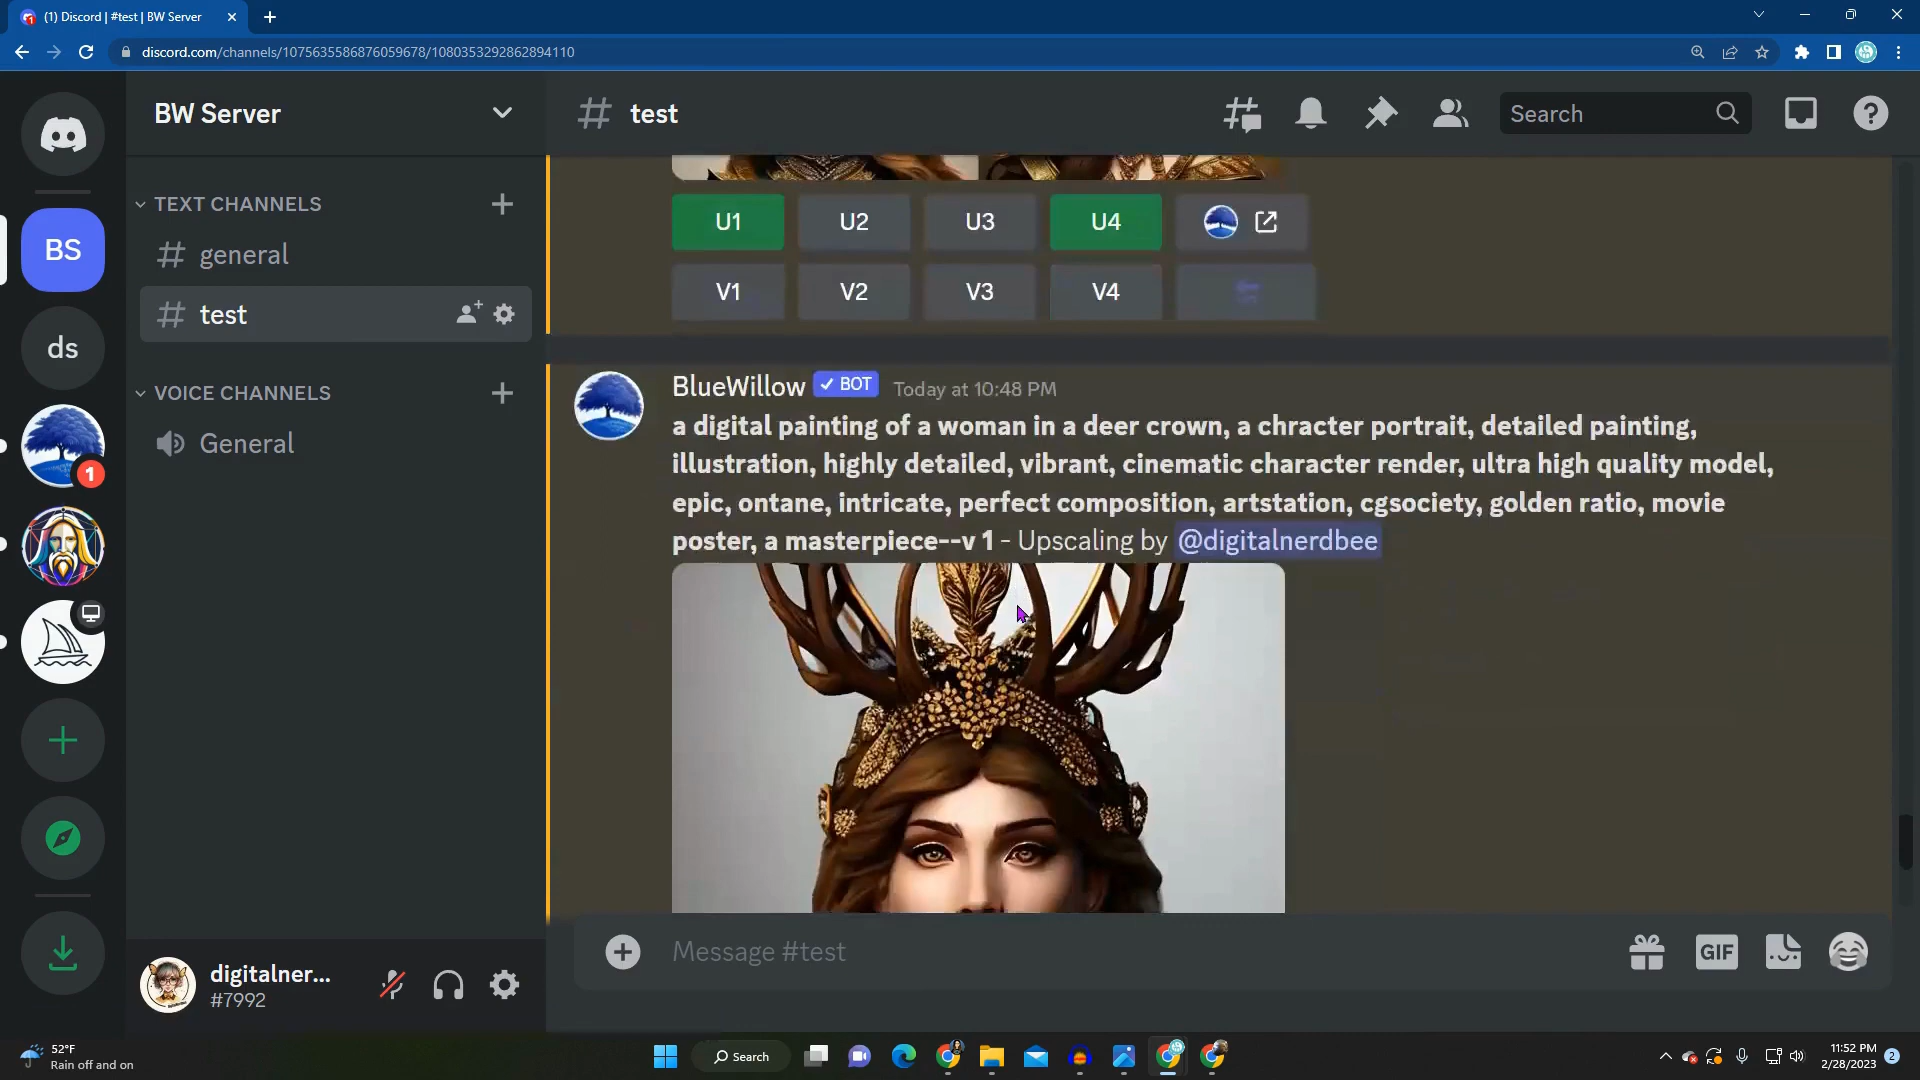 (1) Discord | #test | BW Server
discord.com/channels/1075635586876059678/1080353292862894110
BW Server
test
Search
TEXT CHANNELS
BS
general
test
ds
VOICE CHANNELS
General
1
U1 U2 U3 U4
V1 V2 V3 V4
BlueWillow ✓ BOT Today at 10:48 PM
a digital painting of a woman in a deer crown, a chracter portrait, detailed painting,
illustration, highly detailed, vibrant, cinematic character render, ultra high quality model,
epic, ontane, intricate, perfect composition, artstation, cgsociety, golden ratio, movie
poster, a masterpiece--v 1 - Upscaling by @digitalnerdbee
Message #test
GIF
digitalner...
#7992
52°F
Rain off and on
Search
11:52 PM
2/28/2023
2